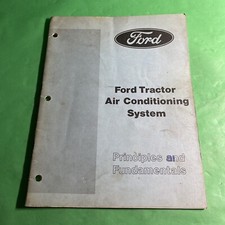 Ford
Ford Tractor
Air Conditioning
System
Principles and
Fundamentals